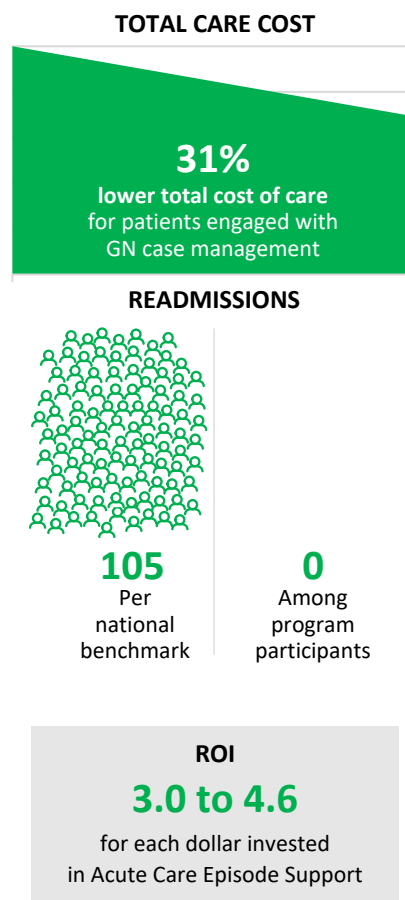 TOTAL CARE COST
31%
lower total cost of care
for patients engaged with
GN case management
READMISSIONS
105
Per
national
benchmark
0
Among
program
participants
ROI
3.0 to 4.6
for each dollar invested
in Acute Care Episode Support